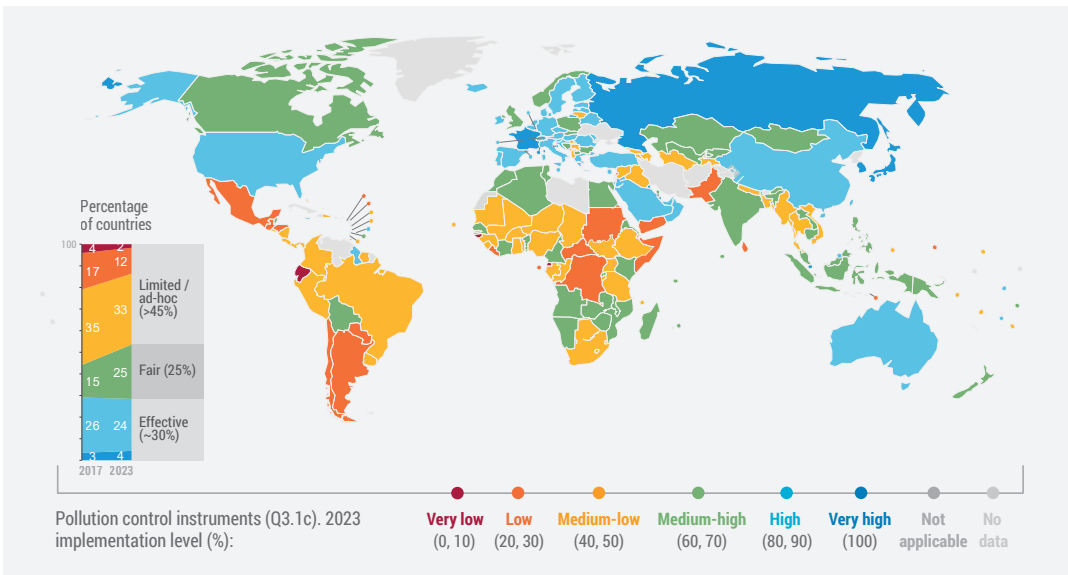 Percentage
of countries
100
4
2
17
12
Limited /
ad-hoc
(>45%)
33
35
15
25
Fair (25%)
26
24
Effective
(~30%)
3
4
2017 2023
Pollution control instruments (Q3.1c). 2023
implementation level (%):
Very low
(0, 10)
Low
(20, 30)
Medium-low
(40, 50)
Medium-high
(60, 70)
High
(80, 90)
Very high
(100)
Not
applicable
No
data